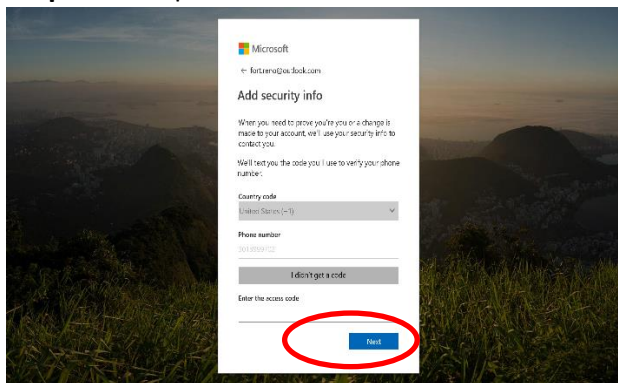 Microsoft
← fort.reno@outlook.com
Add security info
When you need to prove you're you or a change is
made to your account, we'll use your security info to
contact you.
We'll text you the code you'll use to verify your phone
number.
Country code
United States (+1)
Phone number
I didn't get a code
Enter the access code
Next